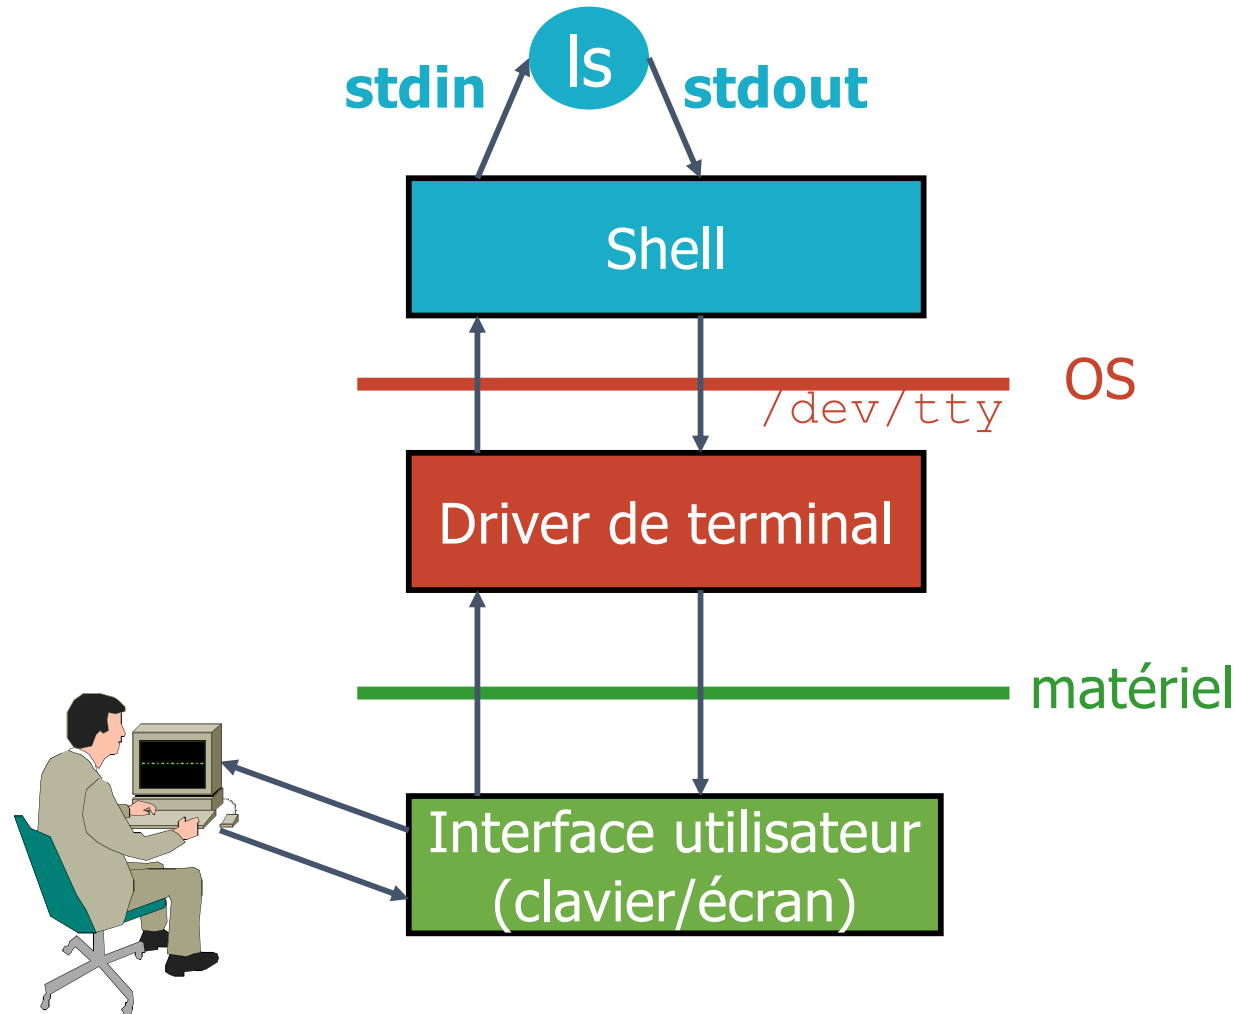 ls
stdin
stdout
Shell
OS
/dev/tty
Driver de terminal
matériel
Interface utilisateur
(clavier/écran)